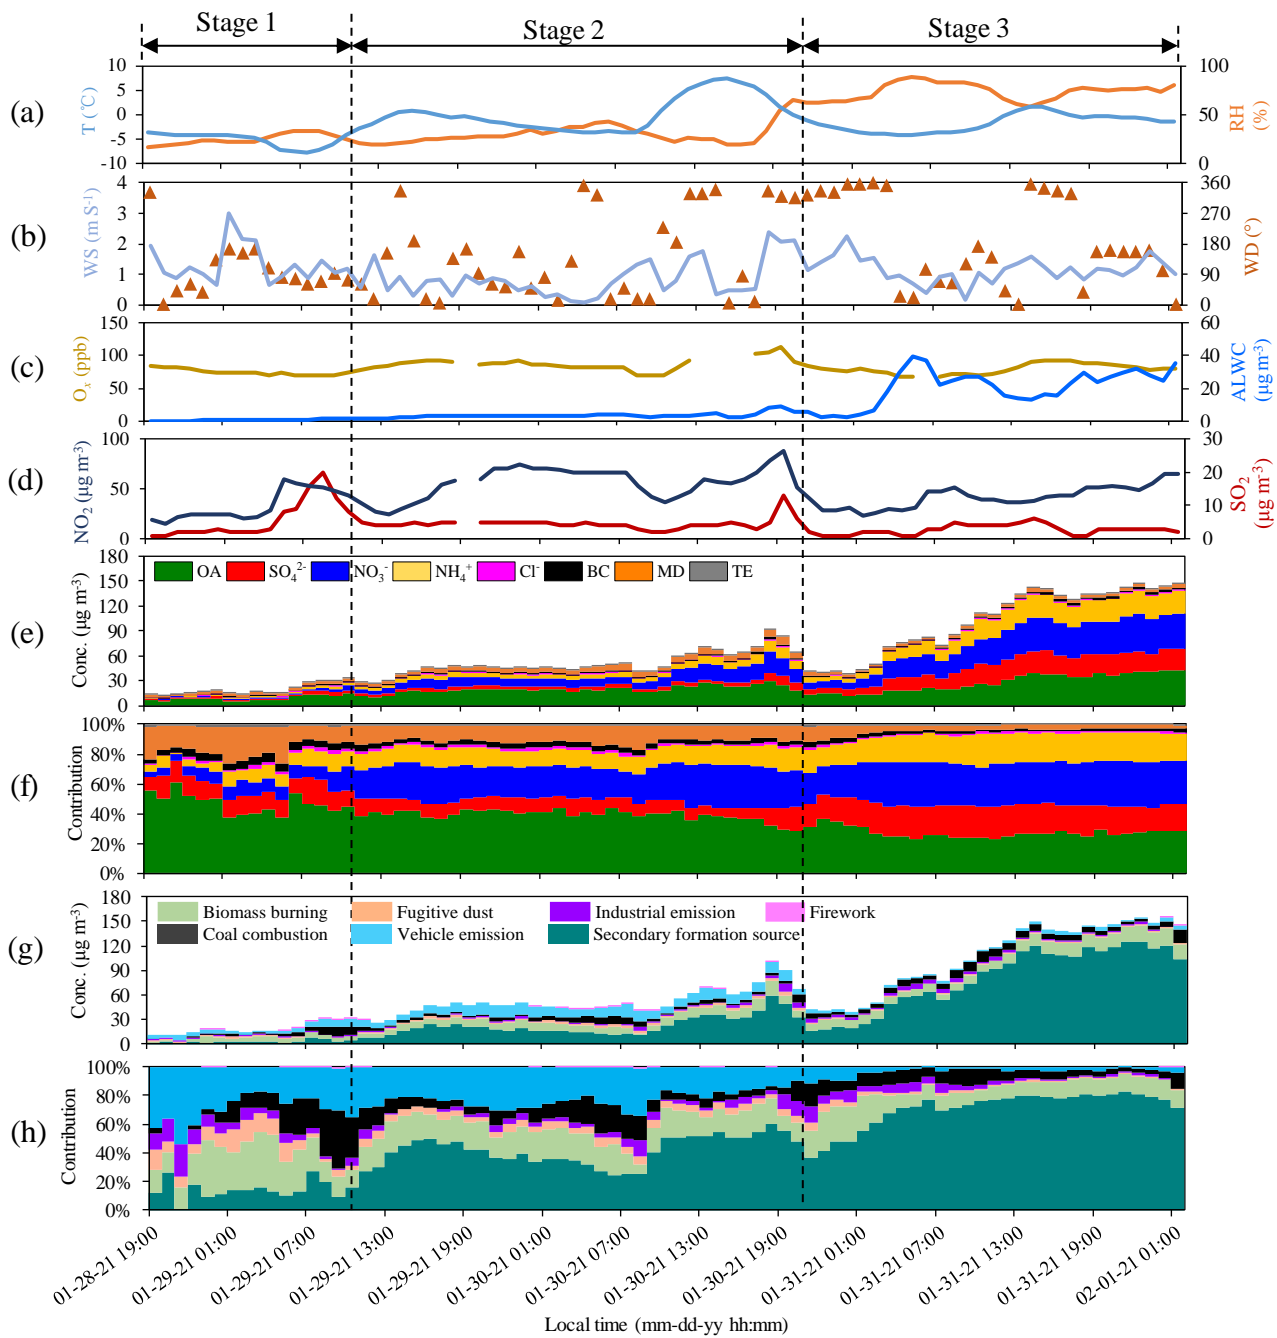 Stage 1
Stage 2
Stage 3
(a)
T (℃)
10
5
0
-5
-10
100
50
0
RH
(%)
(b)
WS (m S⁻¹)
4
3
2
1
0
360
270
180
90
0
WD (°)
(c)
Oₓ (ppb)
150
100
50
0
60
40
20
0
ALWC
(µg m⁻³)
(d)
NO₂ (µg m⁻³)
100
50
0
30
20
10
0
SO₂
(µg m⁻³)
(e)
Conc. (µg m⁻³)
180
150
120
90
60
30
0
OA SO₄²⁻ NO₃⁻ NH₄⁺ Cl⁻ BC MD TE
(f)
Contribution
100%
80%
60%
40%
20%
0%
(g)
Conc. (µg m⁻³)
180
150
120
90
60
30
0
Biomass burning Fugitive dust Industrial emission Firework
Coal combustion Vehicle emission Secondary formation source
(h)
Contribution
100%
80%
60%
40%
20%
0%
01-28-21 19:00
01-29-21 01:00
01-29-21 07:00
01-29-21 13:00
01-29-21 19:00
01-30-21 01:00
01-30-21 07:00
01-30-21 19:00
01-31-21 01:00
01-31-21 07:00
01-31-21 13:00
01-31-21 19:00
02-01-21 01:00
Local time (mm-dd-yy hh:mm)